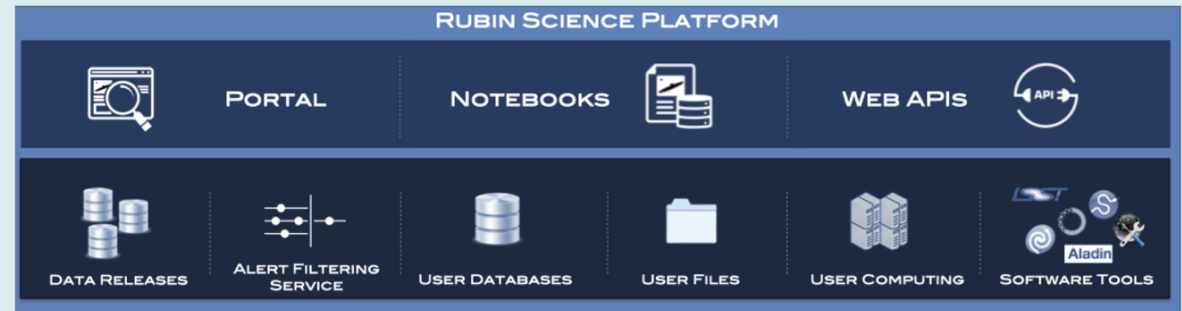 RUBIN SCIENCE PLATFORM
PORTAL
NOTEBOOKS
WEB APIS
API
DATA RELEASES
ALERT FILTERING
SERVICE
USER DATABASES
USER FILES
USER COMPUTING
LSST
Aladin
SOFTWARE TOOLS